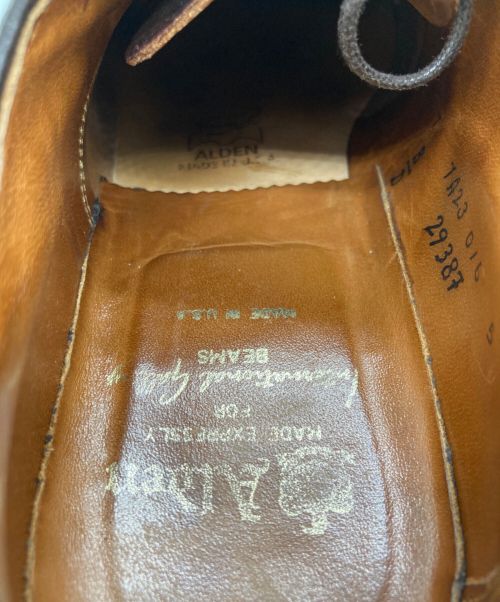 Alden
MADE EXPRESSLY
FOR
International Gallery
BEAMS
MADE IN U.S.A
ALDEN
29387